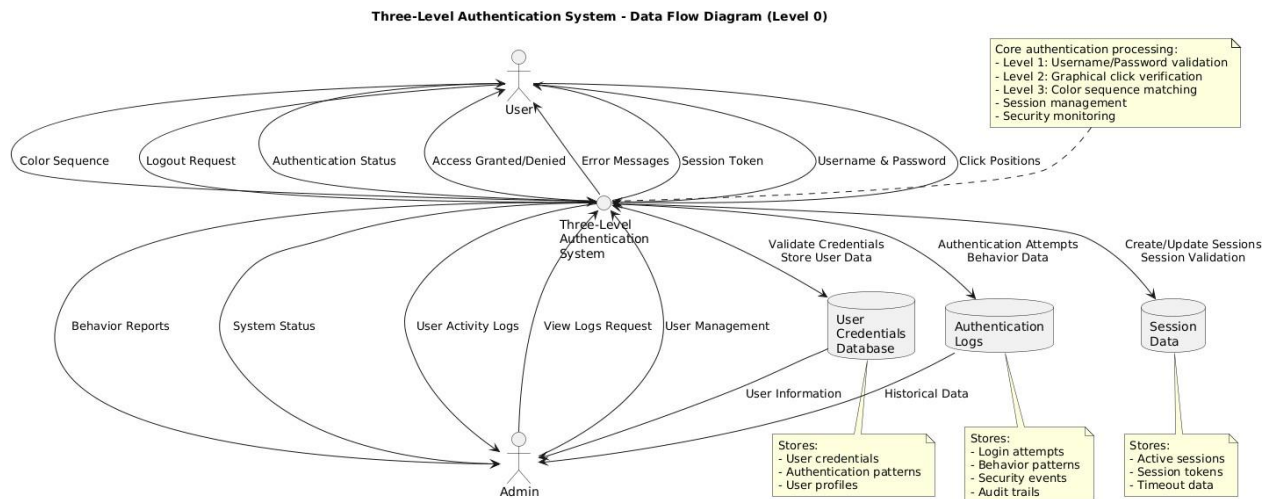 Three-Level Authentication System - Data Flow Diagram (Level 0)
Core authentication processing:
- Level 1: Username/Password validation
- Level 2: Graphical click verification
- Level 3: Color sequence matching
- Session management
- Security monitoring
User
Color Sequence
Logout Request
Authentication Status
Access Granted/Denied
Error Messages
Session Token
Username & Password
Click Positions
Three-Level
Authentication
System
Validate Credentials
Store User Data
Authentication Attempts
Behavior Data
Create/Update Sessions
Session Validation
Behavior Reports
System Status
User Activity Logs
View Logs Request
User Management
User
Credentials
Database
Authentication
Logs
Session
Data
User Information
Historical Data
Admin
Stores:
- User credentials
- Authentication patterns
- User profiles
Stores:
- Login attempts
- Behavior patterns
- Security events
- Audit trails
Stores:
- Active sessions
- Session tokens
- Timeout data